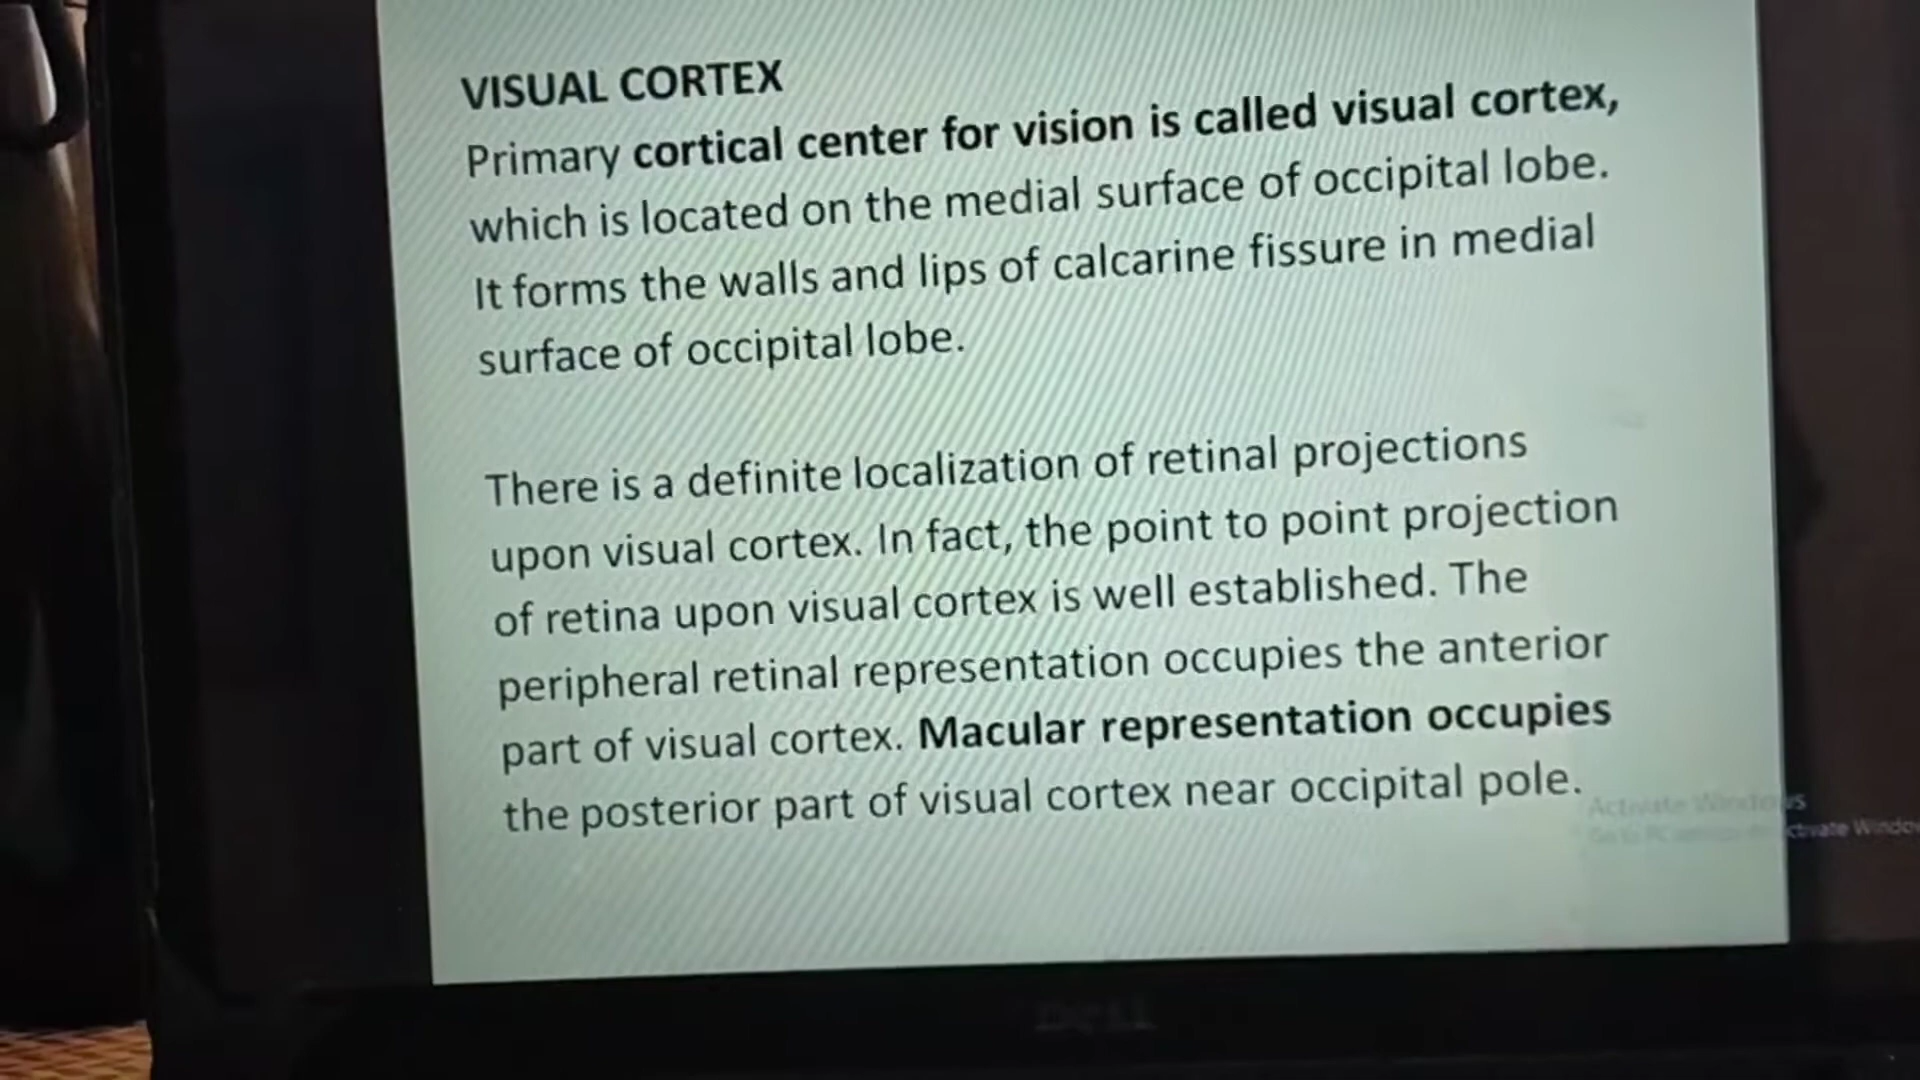 VISUAL CORTEX
Primary cortical center for vision is called visual cortex,
which is located on the medial surface of occipital lobe.
It forms the walls and lips of calcarine fissure in medial
surface of occipital lobe.
There is a definite localization of retinal projections
upon visual cortex. In fact, the point to point projection
of retina upon visual cortex is well established. The
peripheral retinal representation occupies the anterior
part of visual cortex. Macular representation occupies
the posterior part of visual cortex near occipital pole.
Activate Windows